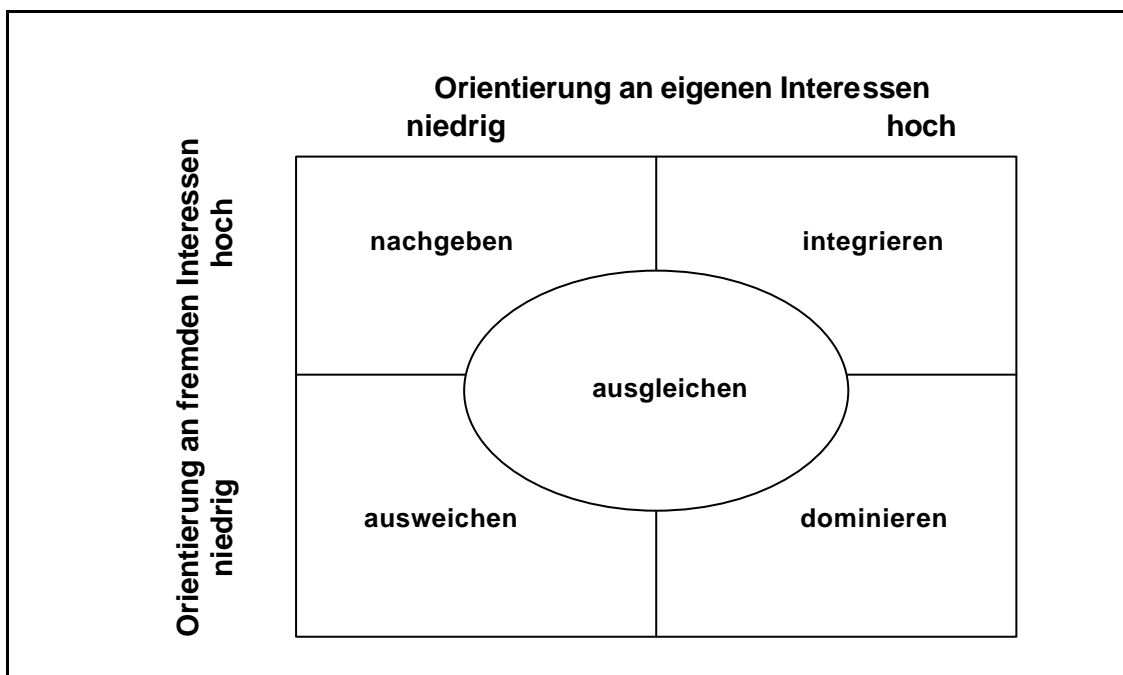 Orientierung an eigenen Interessen
niedrig hoch
Orientierung an fremden Interessen
hoch
niedrig
nachgeben integrieren
ausgleichen
ausweichen dominieren